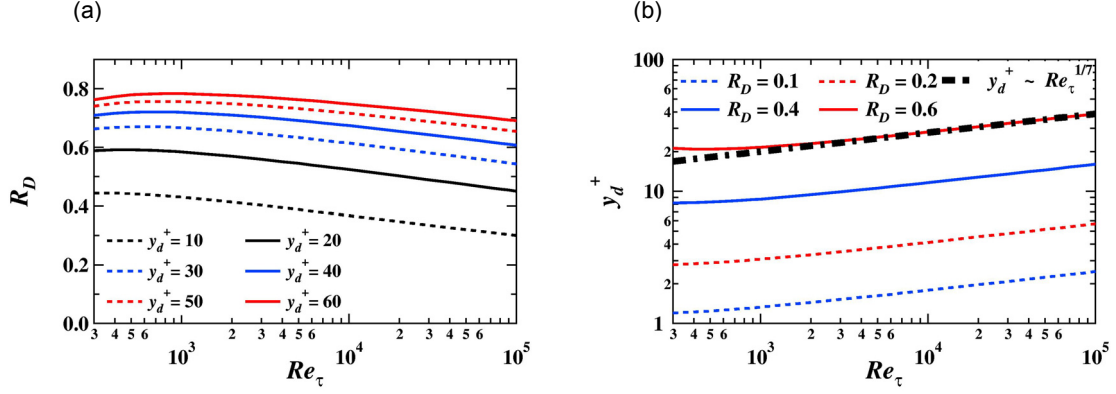 (a)
0.8
0.6
0.4
0.2
0.0
R_D
y_d^+ = 10
y_d^+ = 20
y_d^+ = 30
y_d^+ = 40
y_d^+ = 50
y_d^+ = 60
3 4 5 6 2 3 4 5 6 2 3 4 5 6
10^3 10^4 10^5
Re_τ
(b)
100
6
4
2
10
6
4
2
1
y_d^+
R_D = 0.1
R_D = 0.2
y_d^+ ~ Re_τ^1/7
R_D = 0.4
R_D = 0.6
3 4 5 6 2 3 4 5 6 2 3 4 5 6
10^3 10^4 10^5
Re_τ